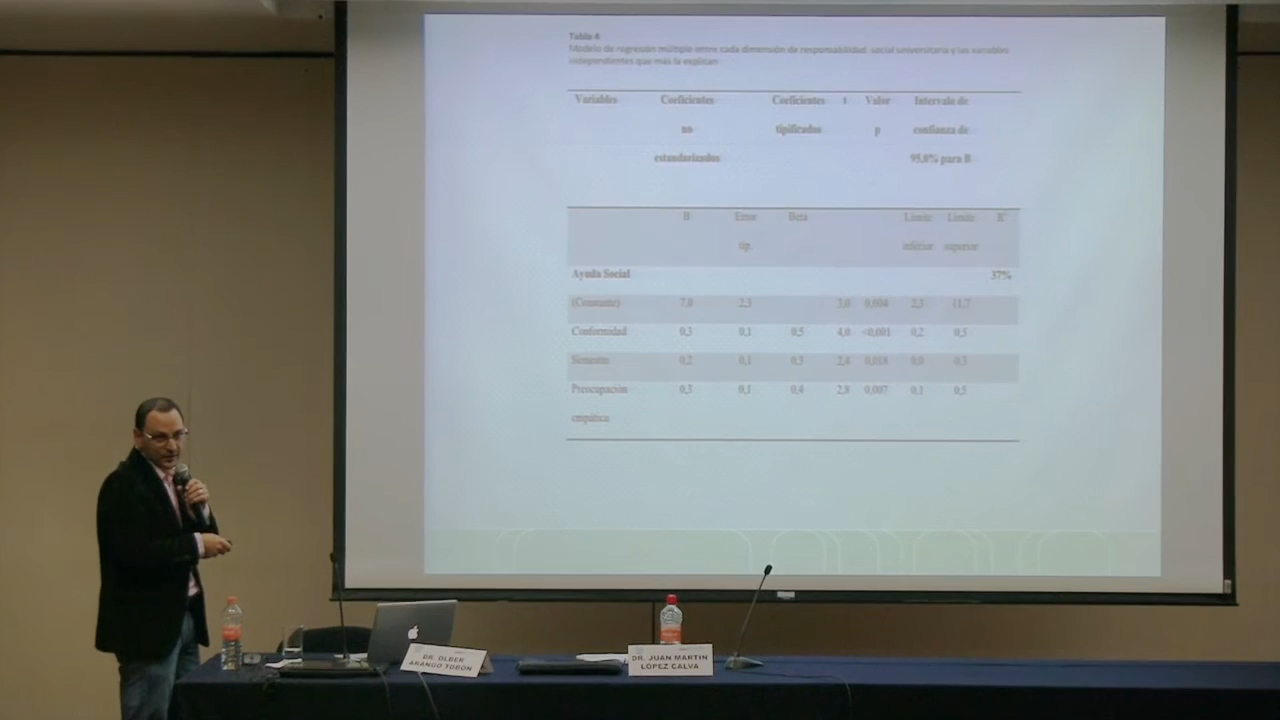 Tabla 4
Modelo de regresión múltiple entre cada dimensión de responsabilidad social universitaria y las variables
independientes que más la explican
Variables Coeficientes Coeficientes t Valor Intervalo de
no tipificados p confianza de
estandarizados 95,0% para B
B Error Beta Límite Límite R²
típ. inferior superior
Ayuda Social 37%
(Constante) 7,0 2,3 3,0 0,004 2,3 11,7
Conformidad 0,3 0,1 0,5 4,0 <0,001 0,2 0,5
Semestre 0,2 0,1 0,3 2,4 0,018 0,0 0,3
Preocupación 0,3 0,1 0,4 2,8 0,007 0,1 0,5
empática
DR. OLBER
ARANGO TOBÓN
DR. JUAN MARTIN
LÓPEZ CALVA